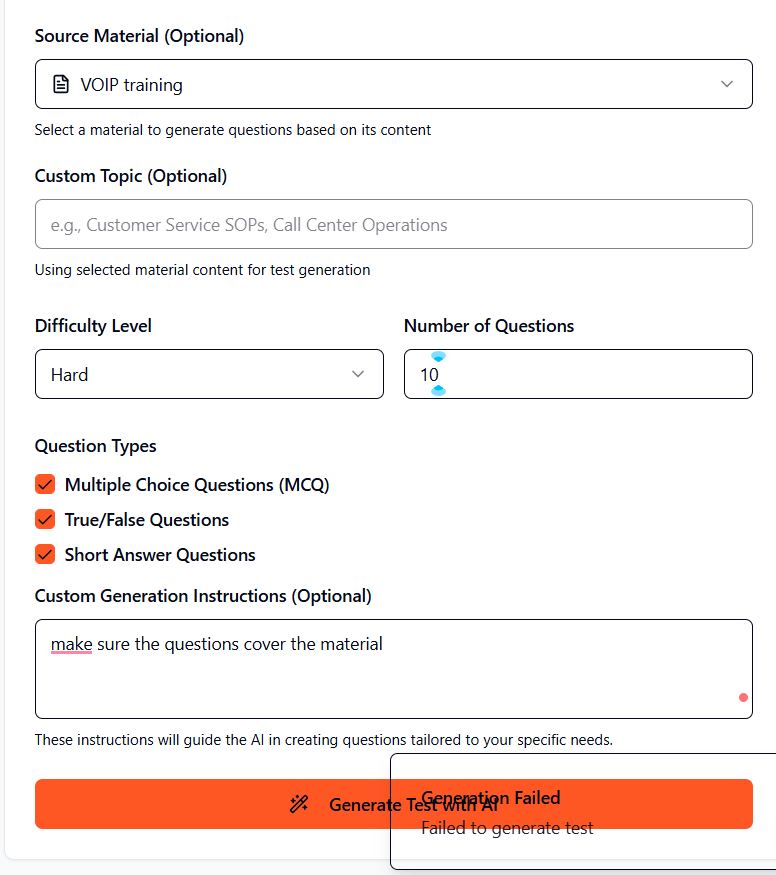 Source Material (Optional)
VOIP training
Select a material to generate questions based on its content
Custom Topic (Optional)
e.g., Customer Service SOPs, Call Center Operations
Using selected material content for test generation
Difficulty Level
Number of Questions
Hard
10
Question Types
Multiple Choice Questions (MCQ)
True/False Questions
Short Answer Questions
Custom Generation Instructions (Optional)
make sure the questions cover the material
These instructions will guide the AI in creating questions tailored to your specific needs.
Generate Test with AI
Generation Failed
Failed to generate test